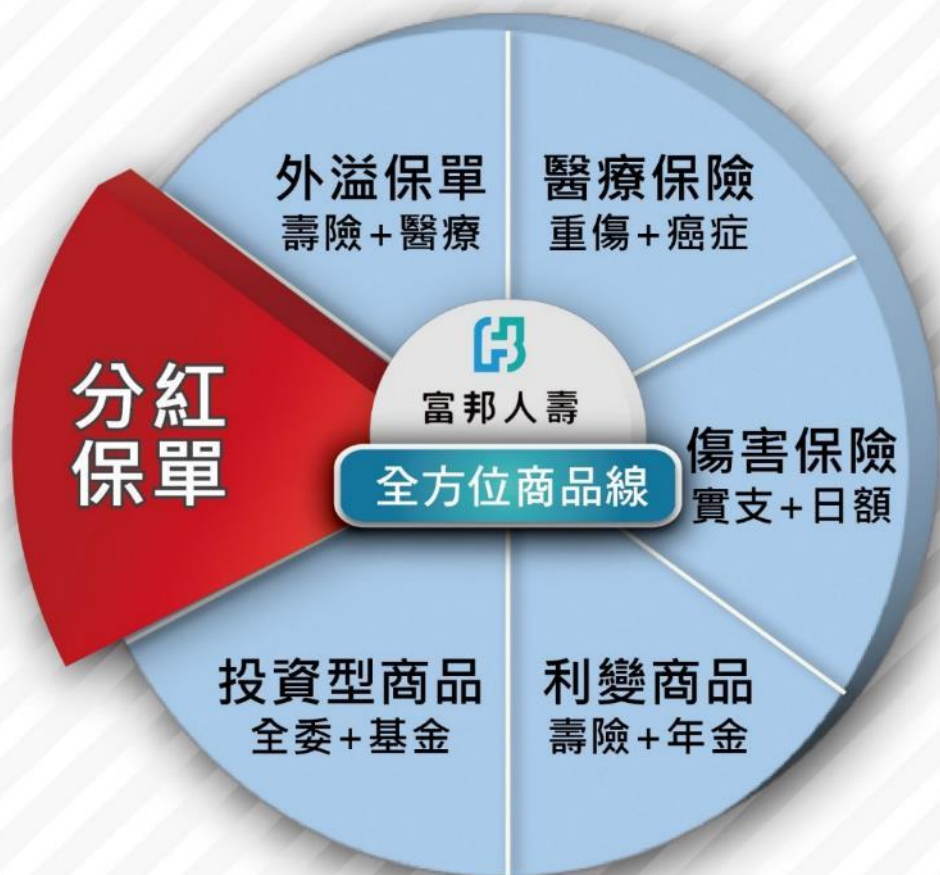 外溢保單
壽險+醫療
醫療保險
重傷+癌症
分紅
保單
富邦人壽
全方位商品線
傷害保險
實支+日額
投資型商品
全委+基金
利變商品
壽險+年金